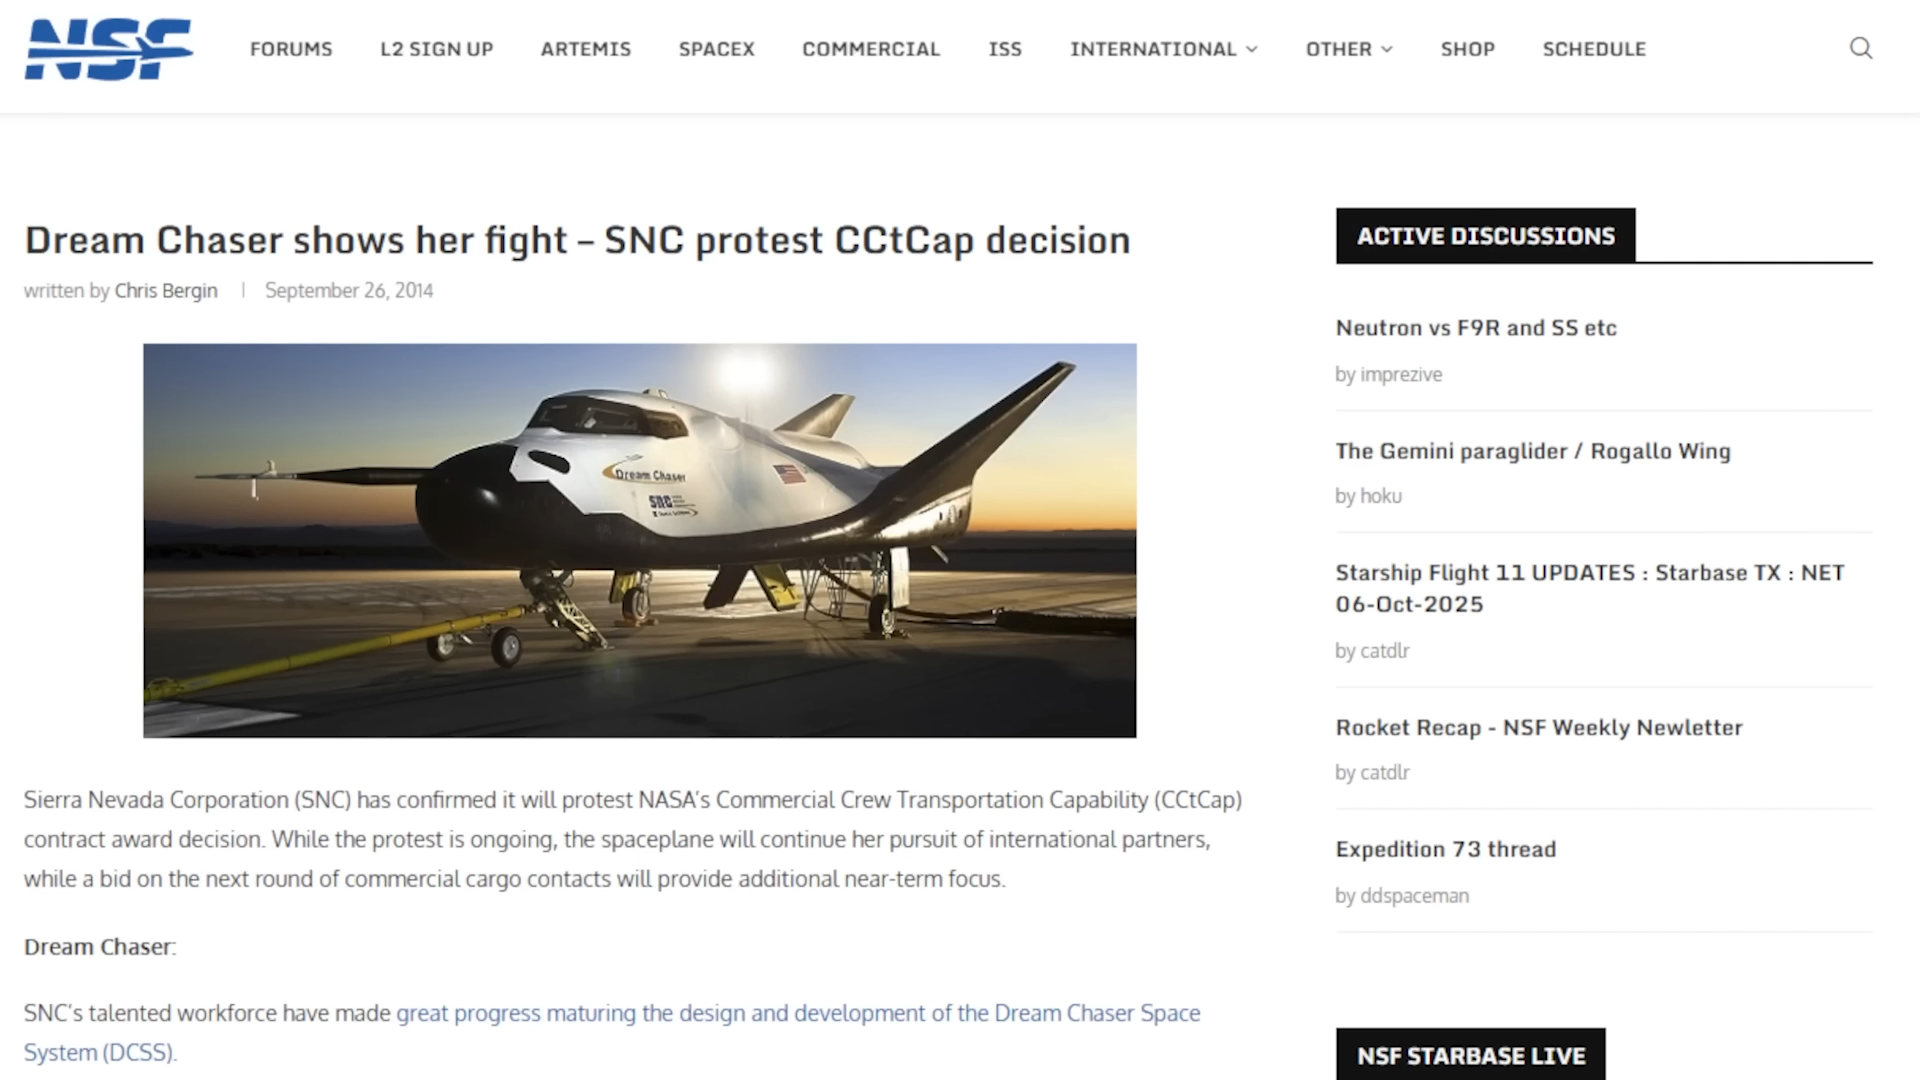 NSF
FORUMS
L2 SIGN UP
ARTEMIS
SPACEX
COMMERCIAL
ISS
INTERNATIONAL
OTHER
SHOP
SCHEDULE
Dream Chaser shows her fight – SNC protest CCtCap decision
written by Chris Bergin | September 26, 2014
Dream Chaser
SNC
Sierra Nevada Corporation (SNC) has confirmed it will protest NASA's Commercial Crew Transportation Capability (CCtCap)
contract award decision. While the protest is ongoing, the spaceplane will continue her pursuit of international partners,
while a bid on the next round of commercial cargo contacts will provide additional near-term focus.
Dream Chaser:
SNC's talented workforce have made great progress maturing the design and development of the Dream Chaser Space
System (DCSS).
ACTIVE DISCUSSIONS
Neutron vs F9R and SS etc
by imprezive
The Gemini paraglider / Rogallo Wing
by hoku
Starship Flight 11 UPDATES : Starbase TX : NET
06-Oct-2025
by catdlr
Rocket Recap - NSF Weekly Newletter
by catdlr
Expedition 73 thread
by ddspaceman
NSF STARBASE LIVE